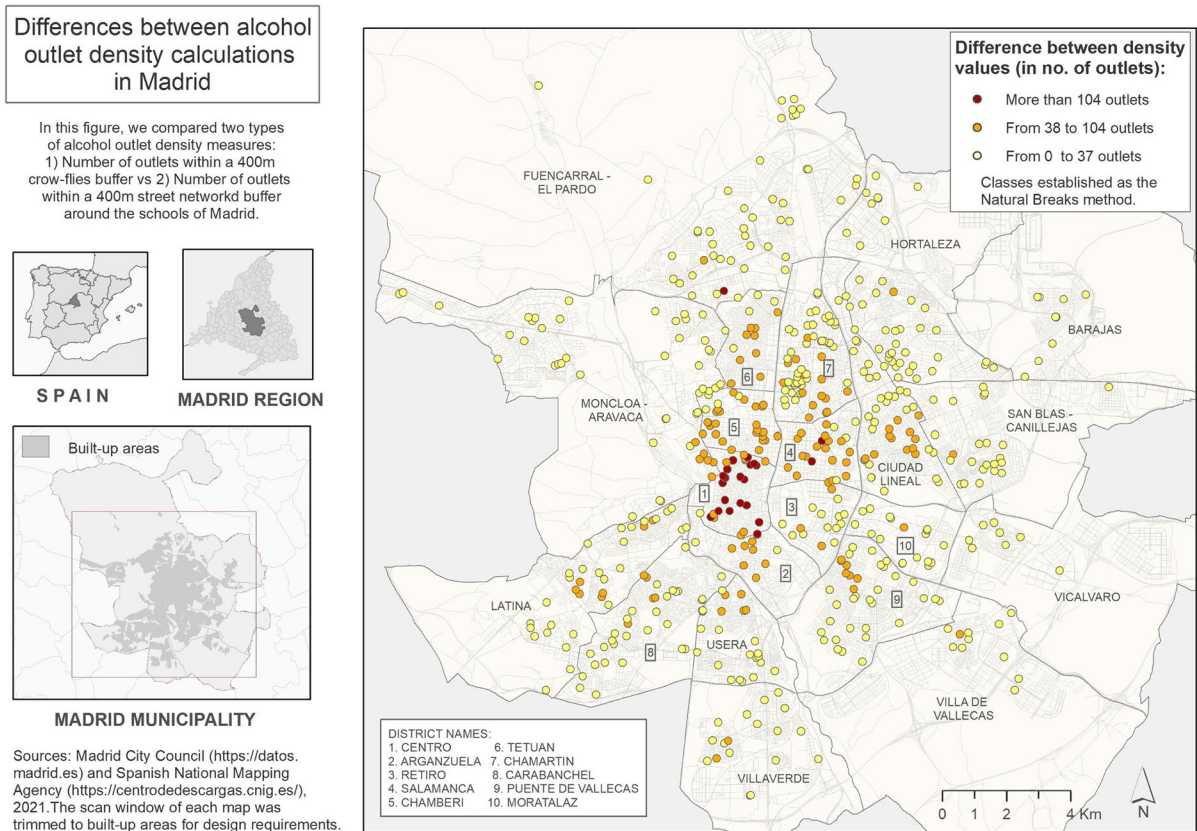 Differences between alcohol
outlet density calculations
in Madrid
In this figure, we compared two types
of alcohol outlet density measures:
1) Number of outlets within a 400m
crow-flies buffer vs 2) Number of outlets
within a 400m street networkd buffer
around the schools of Madrid.
SPAIN
MADRID REGION
Built-up areas
MADRID MUNICIPALITY
Sources: Madrid City Council (https://datos.
madrid.es) and Spanish National Mapping
Agency (https://centrodedescargas.cnig.es/),
2021.The scan window of each map was
trimmed to built-up areas for design requirements.
Difference between density
values (in no. of outlets):
More than 104 outlets
From 38 to 104 outlets
From 0 to 37 outlets
Classes established as the
Natural Breaks method.
FUENCARRAL -
EL PARDO
HORTALEZA
BARAJAS
MONCLOA -
ARAVACA
SAN BLAS -
CANILLEJAS
CIUDAD
LINEAL
LATINA
USERA
VICALVARO
VILLA DE
VALLECAS
VILLAVERDE
6
7
5
4
1
3
10
2
9
8
DISTRICT NAMES:
1. CENTRO 6. TETUAN
2. ARGANZUELA 7. CHAMARTIN
3. RETIRO 8. CARABANCHEL
4. SALAMANCA 9. PUENTE DE VALLECAS
5. CHAMBERI 10. MORATALAZ
0 1 2 4 Km
N